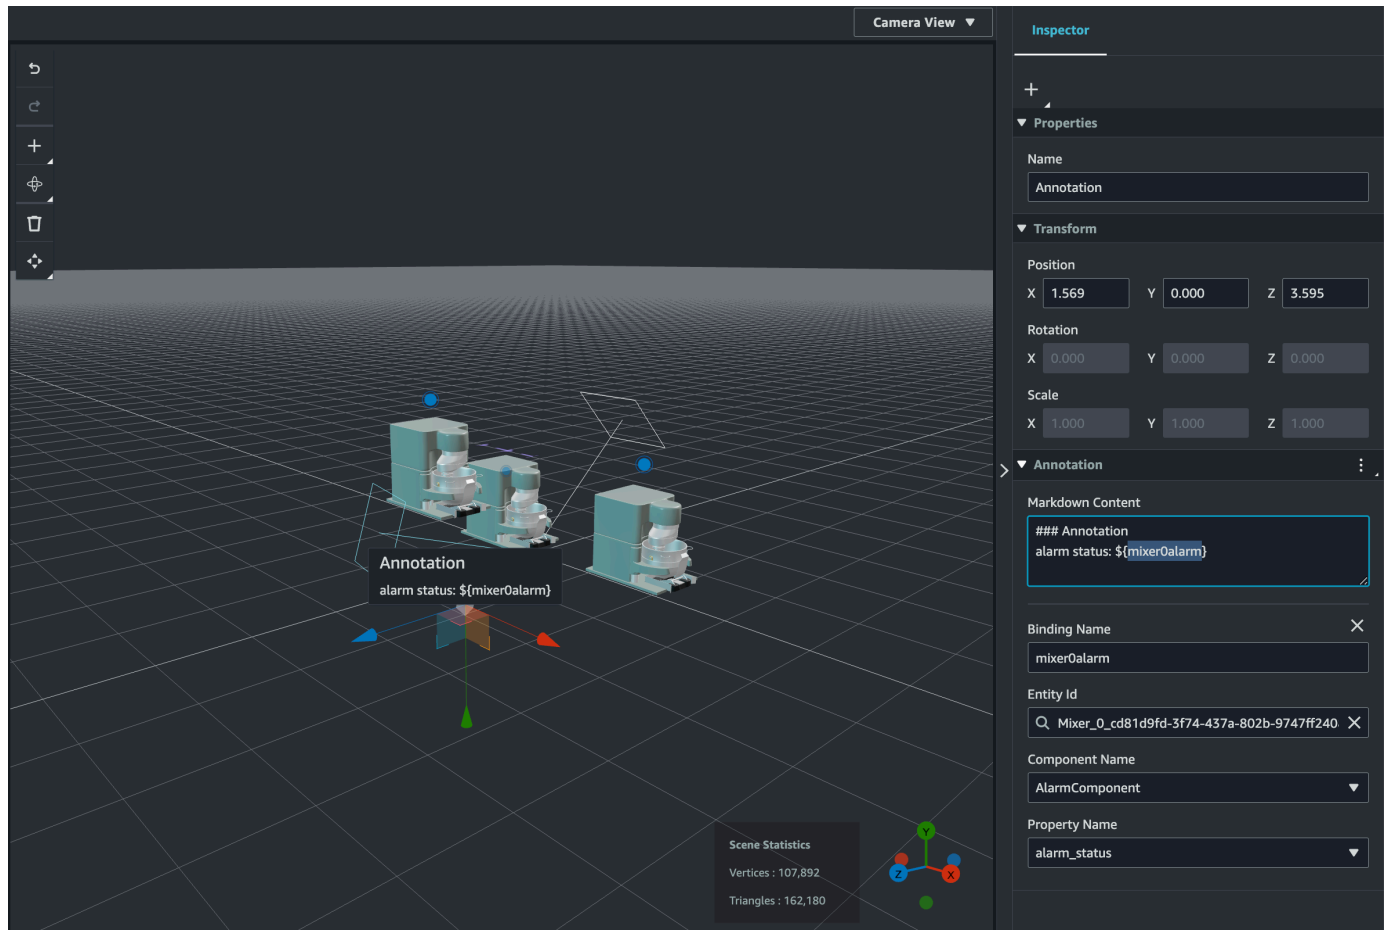 Camera View
Inspector
Properties
Name
Annotation
Transform
Position
X 1.569 Y 0.000 Z 3.595
Rotation
X 0.000 Y 0.000 Z 0.000
Scale
X 1.000 Y 1.000 Z 1.000
Annotation
Markdown Content
### Annotation
alarm status: ${mixer0alarm}
Binding Name
mixer0alarm
Entity Id
Mixer_0_cd81d9fd-3f74-437a-802b-9747ff240
Component Name
AlarmComponent
Property Name
alarm_status
Annotation
alarm status: ${mixer0alarm}
Scene Statistics
Vertices : 107,892
Triangles : 162,180
Y
Z X